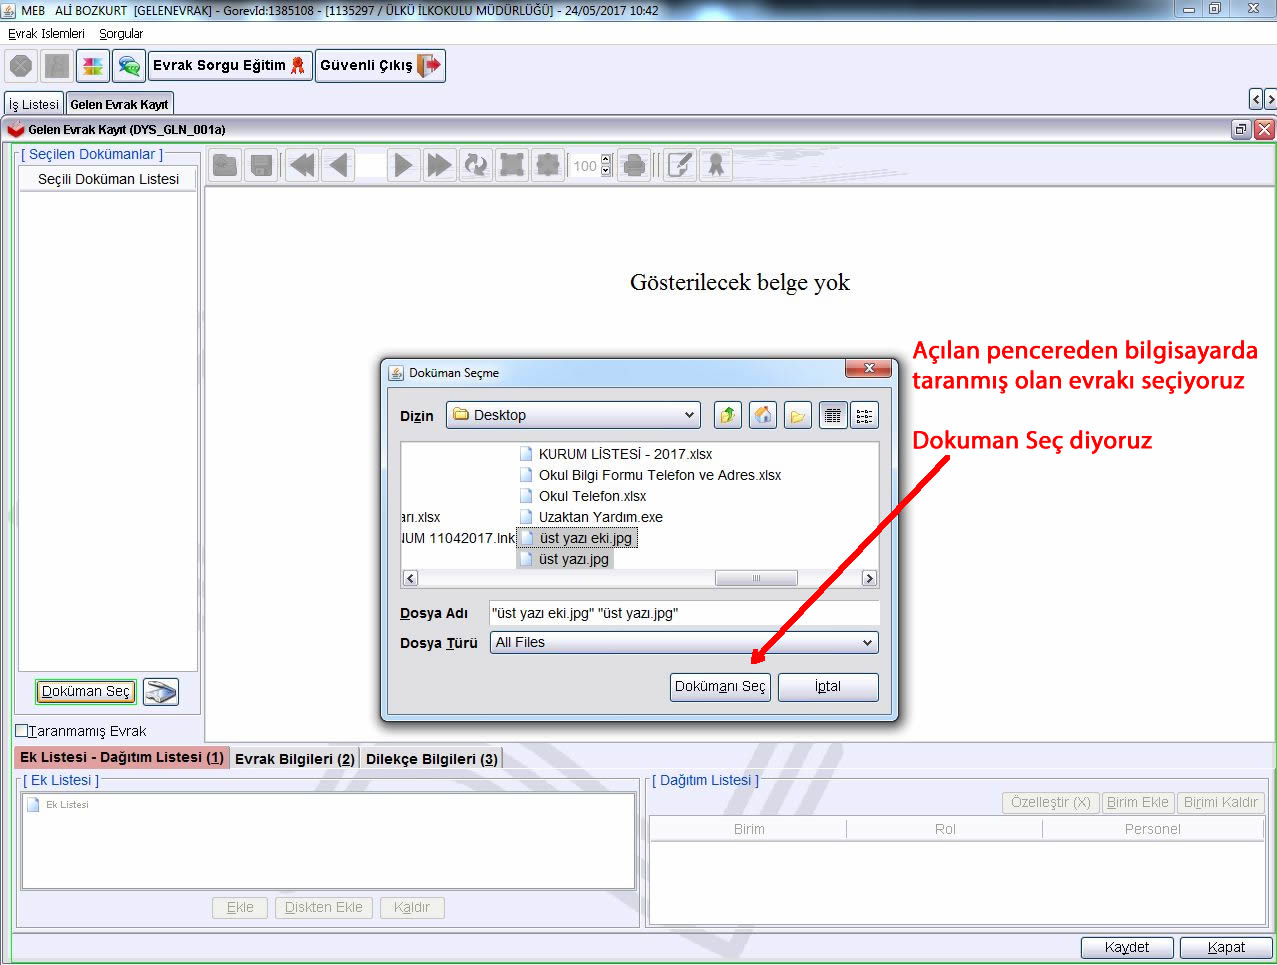 MEB   ALİ BOZKURT  [GELENEVRAK] - GorevId:1385108 - [1135297 / ÜLKÜ İLKOKULU MÜDÜRLÜĞÜ] - 24/05/2017 10:42
Evrak Islemleri   Sorgular
Evrak Sorgu Eğitim   Güvenli Çıkış
İş Listesi   Gelen Evrak Kayıt
Gelen Evrak Kayıt (DYS_GLN_001a)
[ Seçilen Dokümanlar ]
Seçili Doküman Listesi
100
Gösterilecek belge yok
Açılan pencereden bilgisayarda
taranmış olan evrakı seçiyoruz
Dokuman Seç diyoruz
Doküman Seçme
Dizin   Desktop
KURUM LİSTESİ - 2017.xlsx
Okul Bilgi Formu Telefon ve Adres.xlsx
Okul Telefon.xlsx
arı.xlsx   Uzaktan Yardım.exe
NUM 11042017.lnk   üst yazı eki.jpg
üst yazı.jpg
Dosya Adı   "üst yazı eki.jpg" "üst yazı.jpg"
Dosya Türü   All Files
Dokümanı Seç   İptal
Doküman Seç
Taranmamış Evrak
Ek Listesi - Dağıtım Listesi (1)   Evrak Bilgileri (2)   Dilekçe Bilgileri (3)
[ Ek Listesi ]
Ek Listesi
Ekle   Diskten Ekle   Kaldır
[ Dağıtım Listesi ]
Özelleştir (X)   Birim Ekle   Birimi Kaldır
Birim   Rol   Personel
Kaydet   Kapat